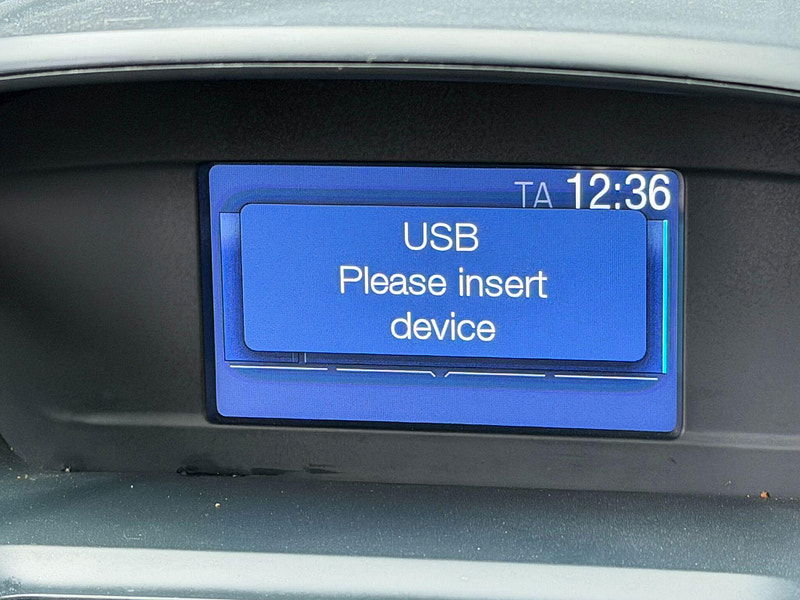 TA 12:36
USB
Please insert
device